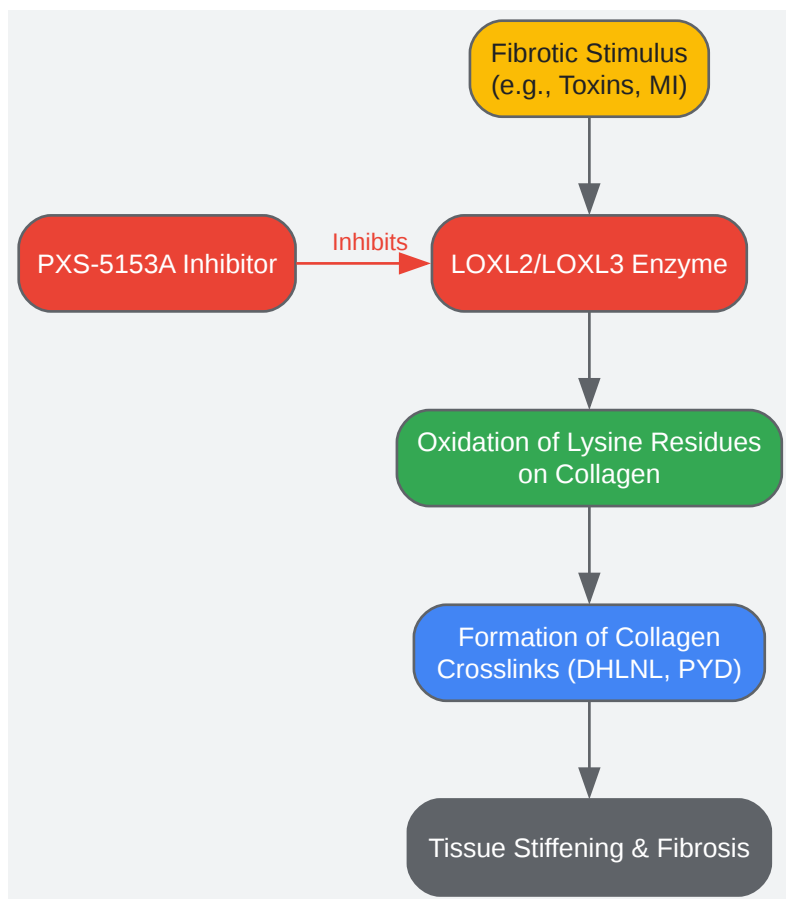 Fibrotic Stimulus
(e.g., Toxins, MI)
Inhibits
PXS-5153A Inhibitor
LOXL2/LOXL3 Enzyme
Oxidation of Lysine Residues
on Collagen
Formation of Collagen
Crosslinks (DHLNL, PYD)
Tissue Stiffening & Fibrosis